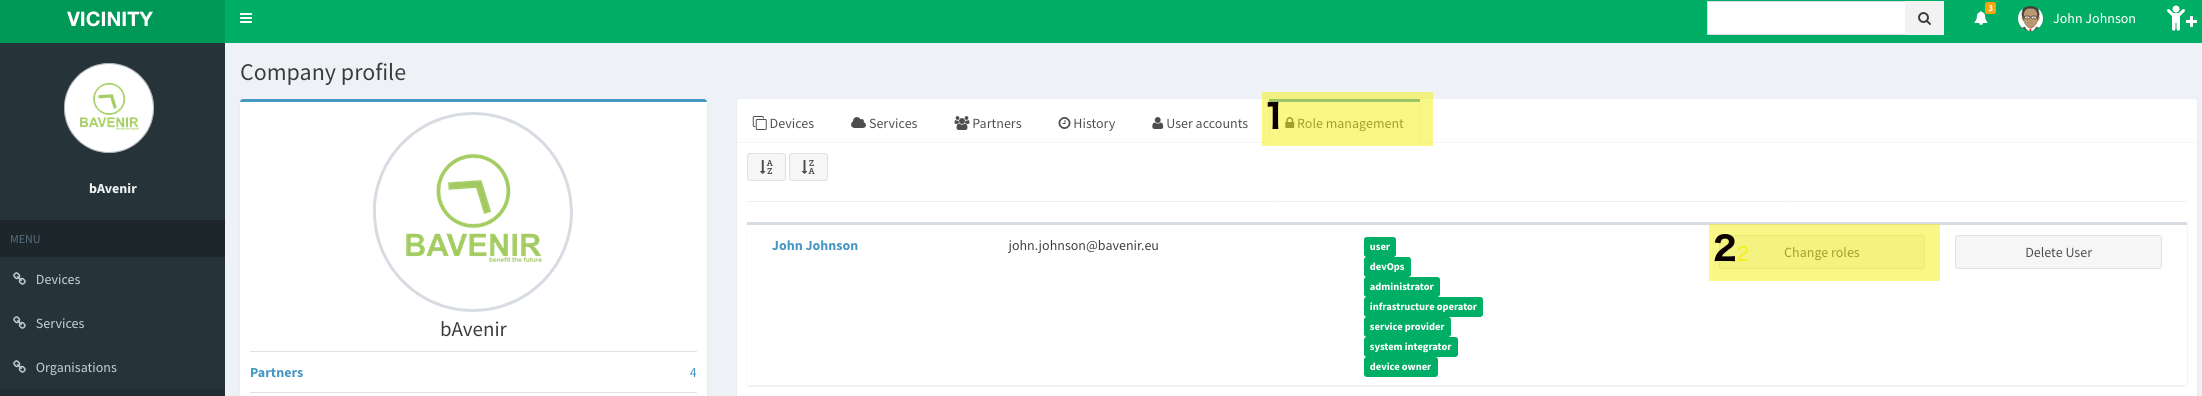 VICINITY
3
John Johnson
BAVENIR
bAvenir
MENU
Devices
Services
Organisations
Company profile
BAVENIR
benefit the future
bAvenir
Partners 4
Devices Services Partners History User accounts 1 Role management
A Z Z A
John Johnson john.johnson@bavenir.eu user 2 2 Change roles Delete User
devOps
administrator
infrastructure operator
service provider
system integrator
device owner